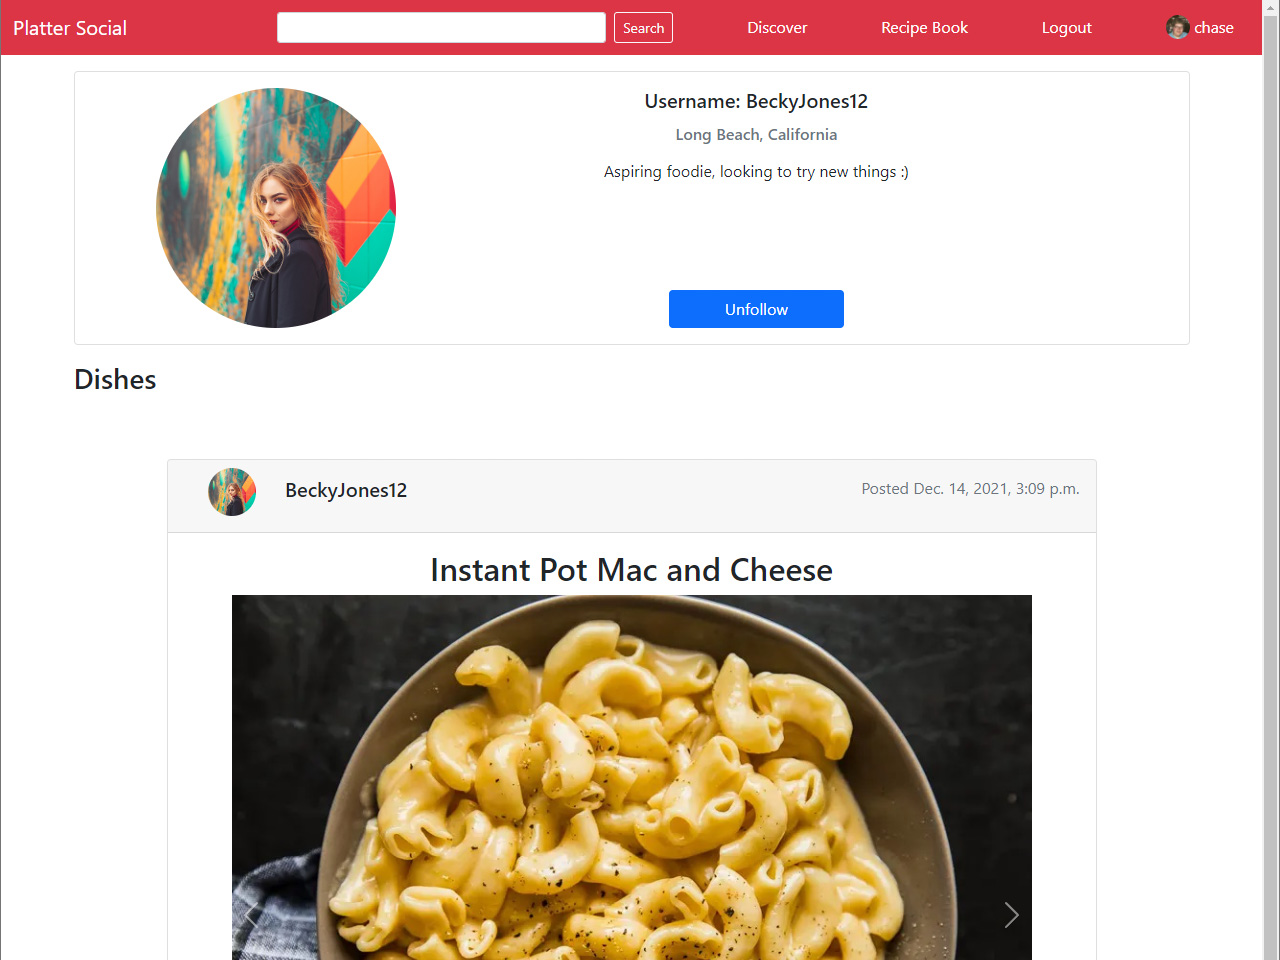 Platter Social
Search
Discover
Recipe Book
Logout
chase
Username: BeckyJones12
Long Beach, California
Aspiring foodie, looking to try new things :)
Unfollow
Dishes
BeckyJones12
Posted Dec. 14, 2021, 3:09 p.m.
Instant Pot Mac and Cheese